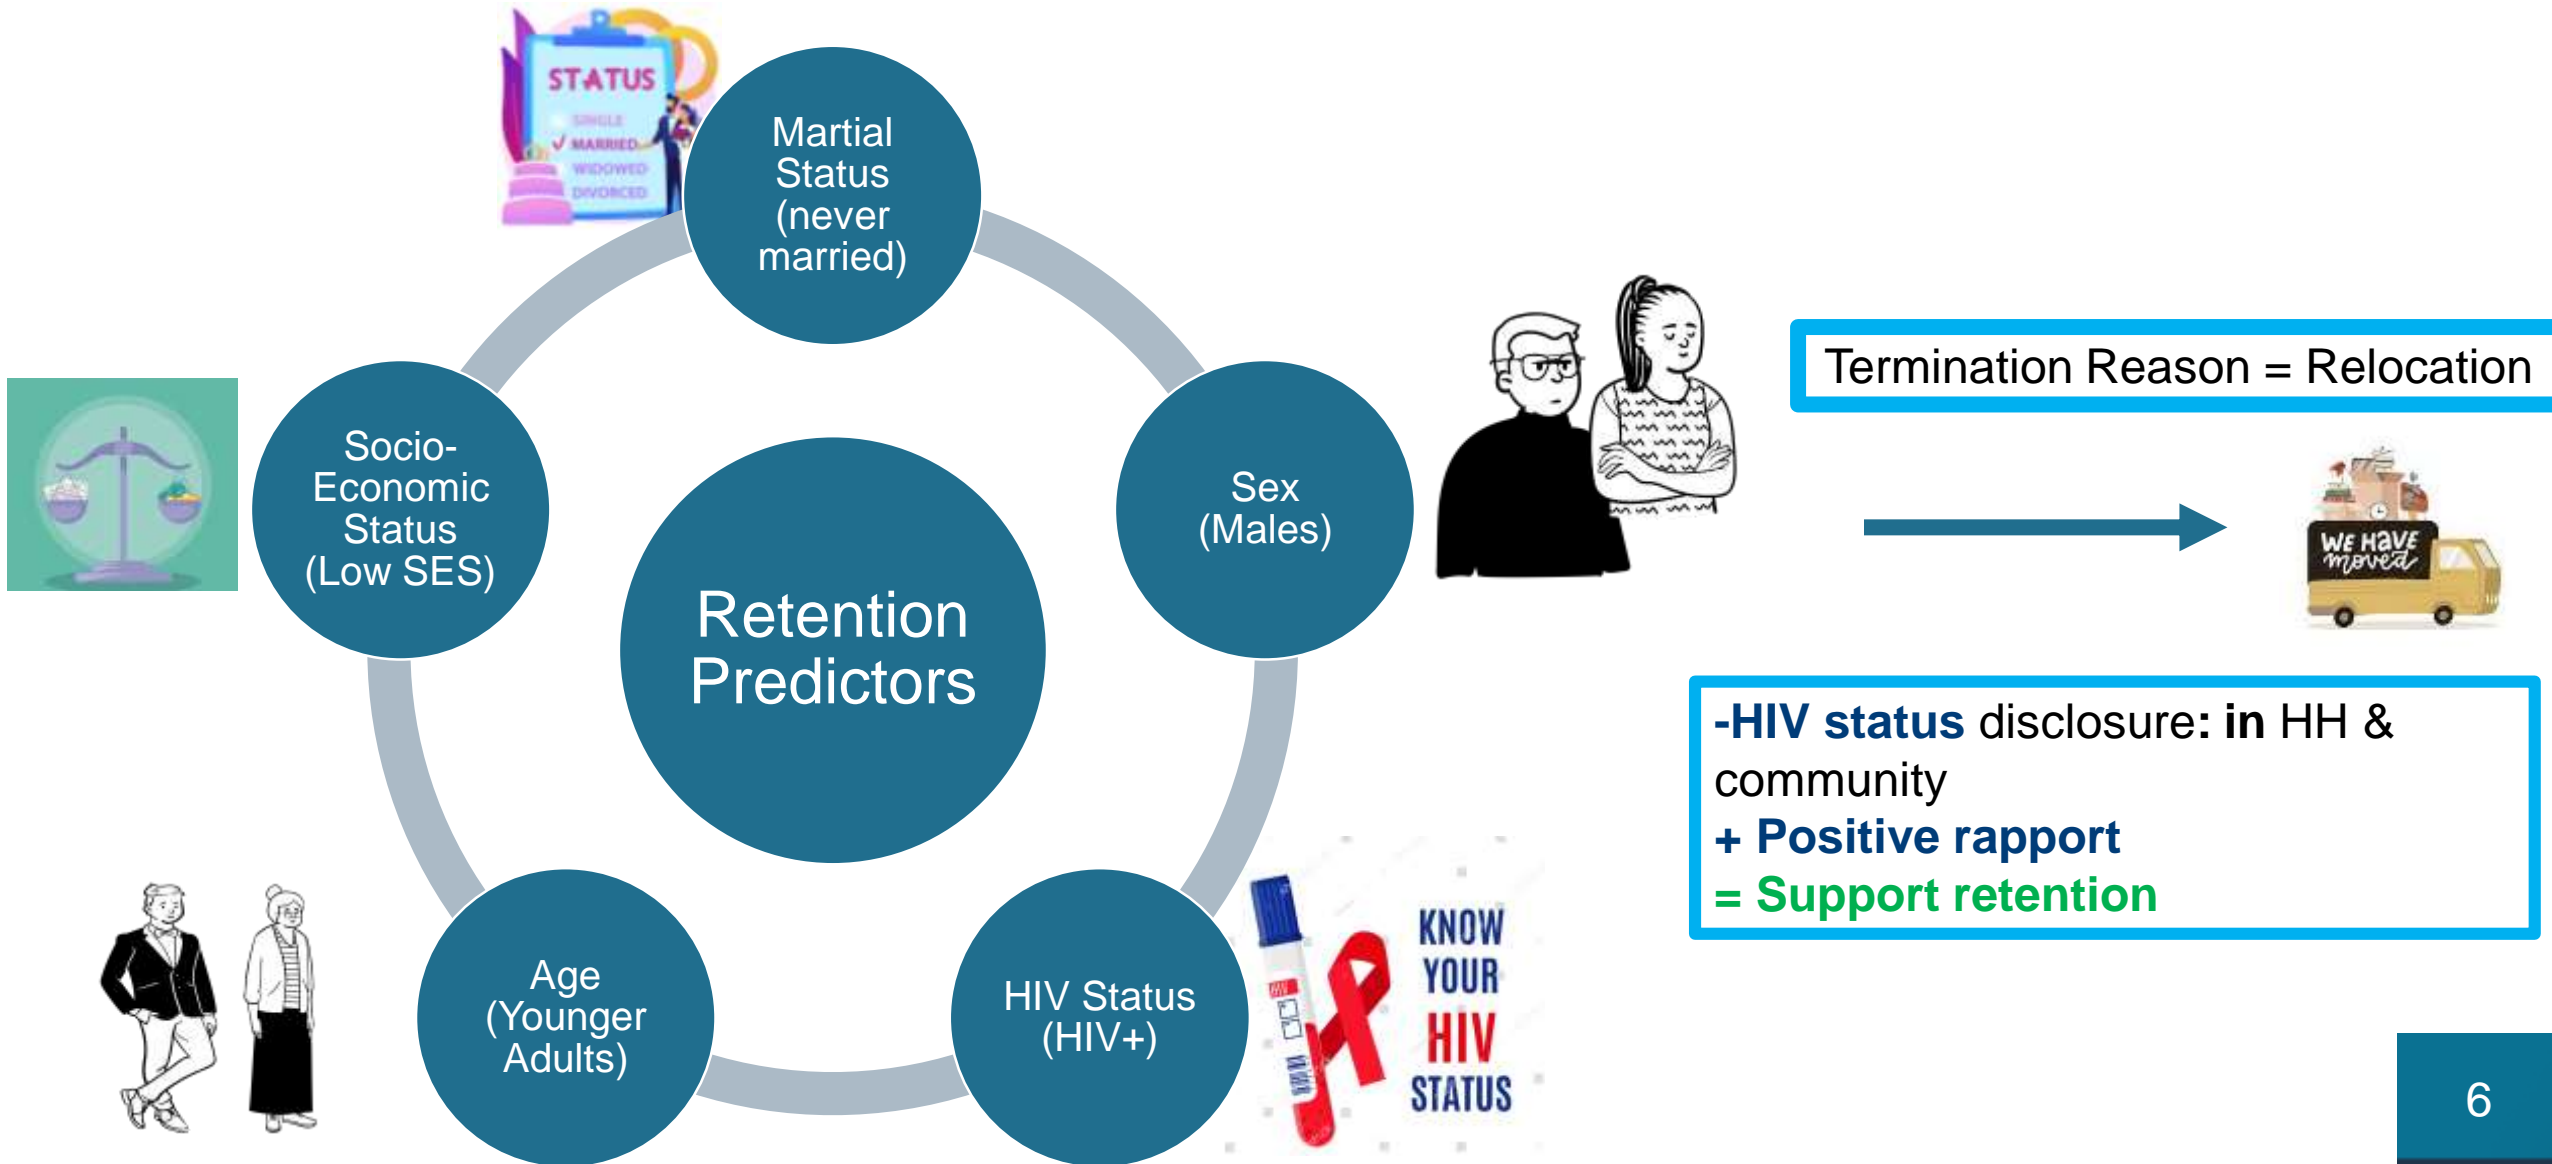 STATUS
SINGLE
MARRIED
WIDOWED
DIVORCED
Martial
Status
(never
married)
Socio-
Economic
Status
(Low SES)
Sex
(Males)
Retention
Predictors
Age
(Younger
Adults)
HIV Status
(HIV+)
HIV
KNOW
YOUR
HIV
STATUS
Termination Reason = Relocation
WE HAVE
moved
-HIV status disclosure: in HH &
community
+ Positive rapport
= Support retention
6